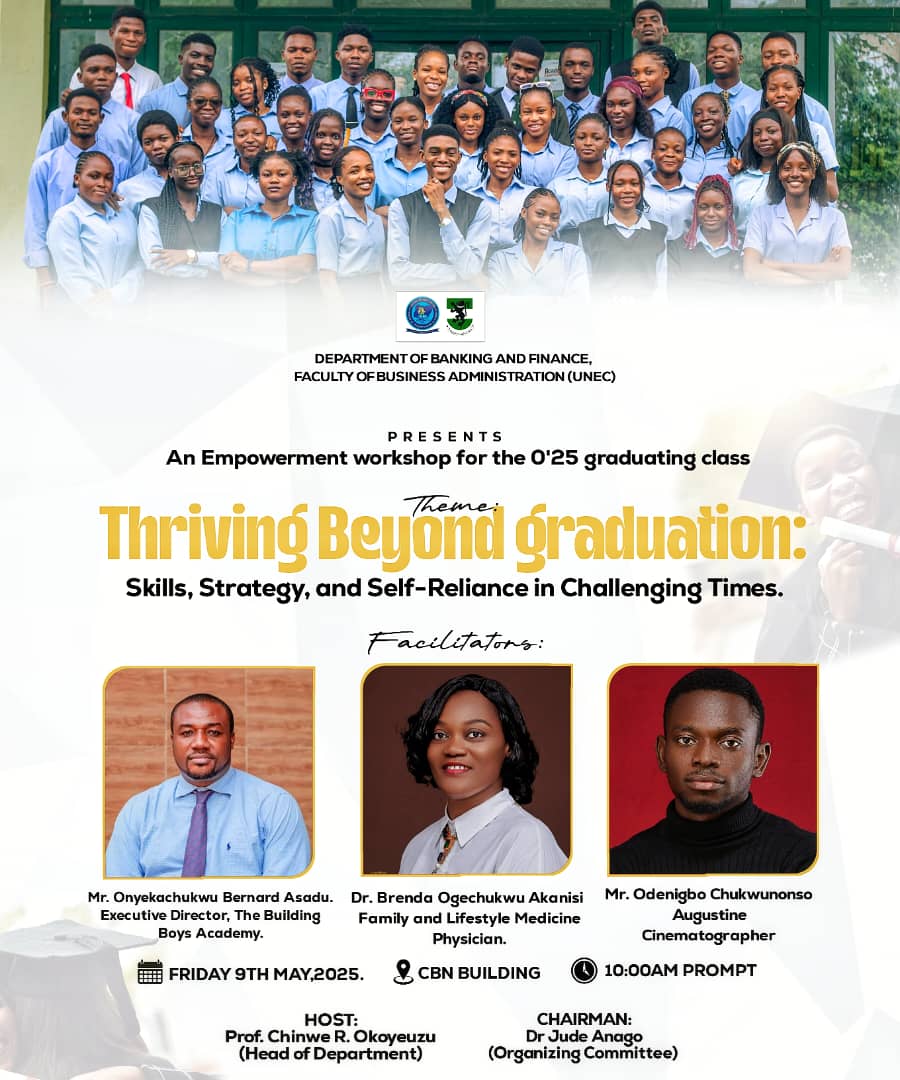 DEPARTMENT OF BANKING AND FINANCE,
FACULTY OF BUSINESS ADMINISTRATION (UNEC)
PRESENTS
An Empowerment workshop for the 0'25 graduating class
Theme:
Thriving Beyond graduation:
Skills, Strategy, and Self-Reliance in Challenging Times.
Facilitators:
Mr. Onyekachukwu Bernard Asadu.
Executive Director, The Building
Boys Academy.
Dr. Brenda Ogechukwu Akanisi
Family and Lifestyle Medicine
Physician.
Mr. Odenigbo Chukwunonso
Augustine
Cinematographer
FRIDAY 9TH MAY,2025.
CBN BUILDING
10:00AM PROMPT
HOST:
Prof. Chinwe R. Okoyeuzu
(Head of Department)
CHAIRMAN:
Dr Jude Anago
(Organizing Committee)